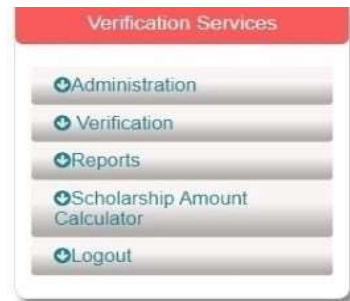 Verification Services
Administration
Verification
Reports
Scholarship Amount
Calculator
Logout